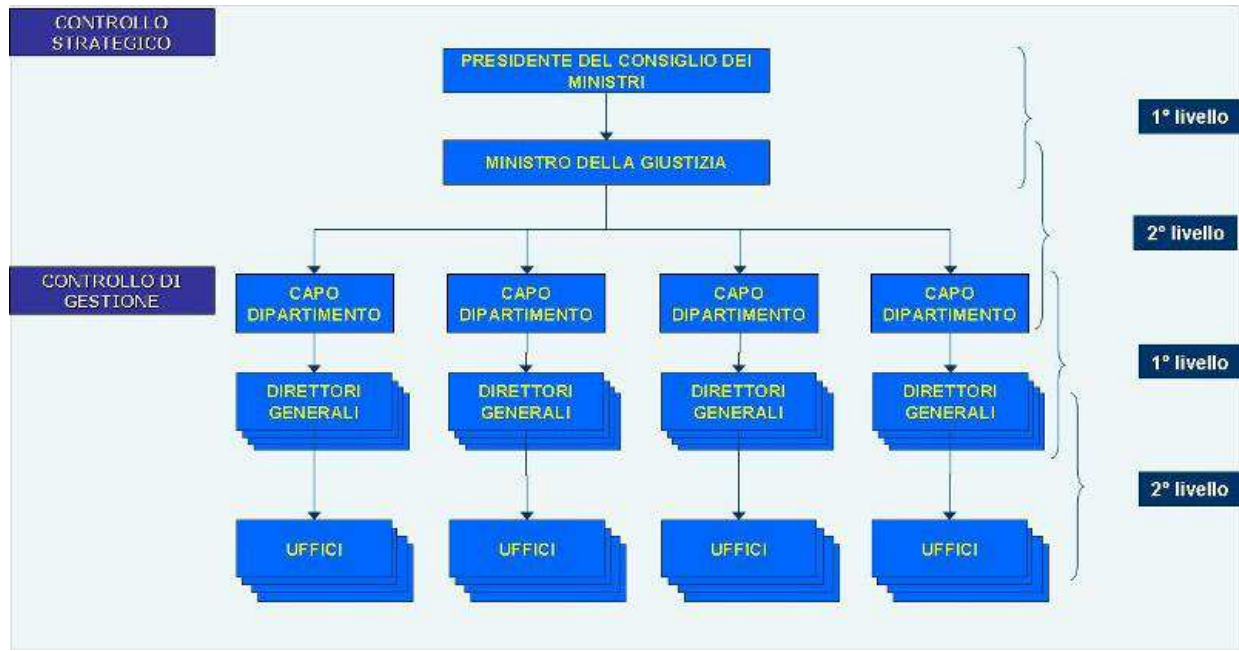 CONTROLLO
STRATEGICO
PRESIDENTE DEL CONSIGLIO DEI
MINISTRI
1° livello
MINISTRO DELLA GIUSTIZIA
2° livello
CONTROLLO DI
GESTIONE
CAPO
DIPARTIMENTO
CAPO
DIPARTIMENTO
CAPO
DIPARTIMENTO
CAPO
DIPARTIMENTO
1° livello
DIRETTORI
GENERALI
DIRETTORI
GENERALI
DIRETTORI
GENERALI
DIRETTORI
GENERALI
2° livello
UFFICI
UFFICI
UFFICI
UFFICI